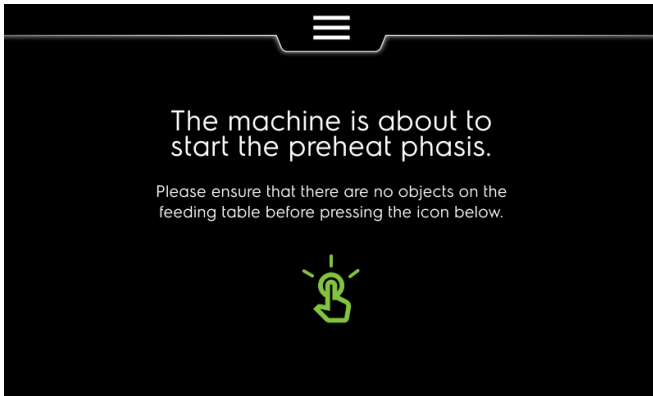 The machine is about to
start the preheat phasis.
Please ensure that there are no objects on the
feeding table before pressing the icon below.